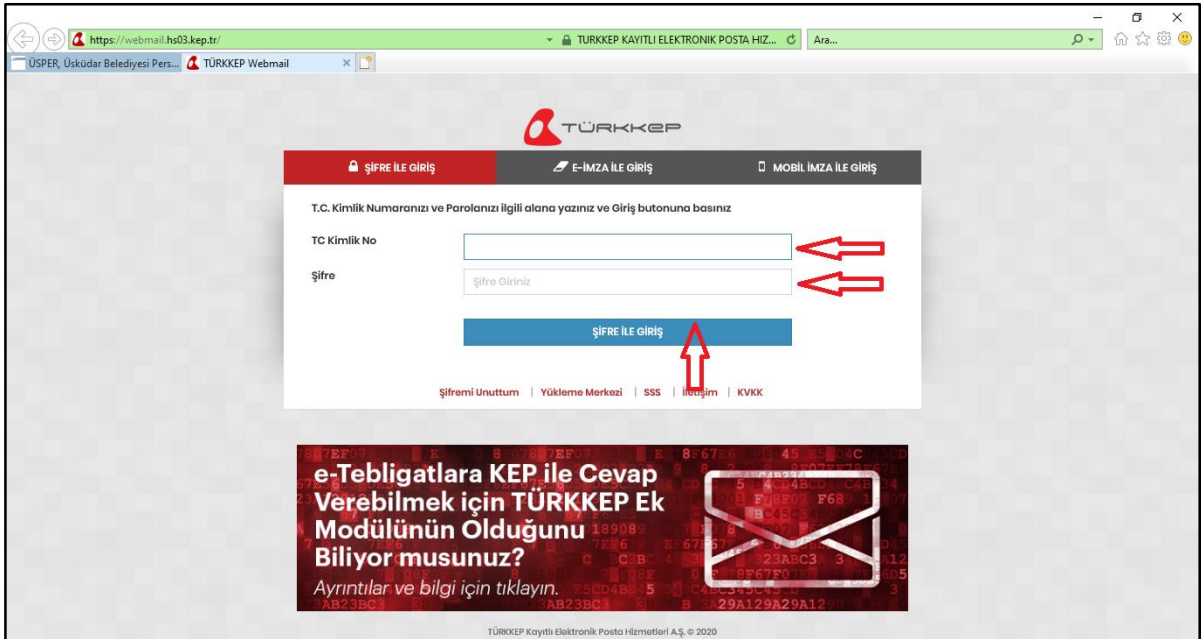 https://webmail.hs03.kep.tr/
TURKKEP KAYITLI ELEKTRONIK POSTA HIZ...
Ara...
ÜSPER, Üsküdar Belediyesi Pers...
TÜRKKEP Webmail
TÜRKKEP
ŞİFRE İLE GİRİŞ
E-İMZA İLE GİRİŞ
MOBİL İMZA İLE GİRİŞ
T.C. Kimlik Numaranızı ve Parolanızı ilgili alana yazınız ve Giriş butonuna basınız
TC Kimlik No
Şifre
Şifre Giriniz
ŞİFRE İLE GİRİŞ
Şifremi Unuttum | Yükleme Merkezi | SSS | İletişim | KVKK
e-Tebligatlara KEP ile Cevap
Verebilmek için TÜRKKEP Ek
Modülünün Olduğunu
Biliyor musunuz?
Ayrıntılar ve bilgi için tıklayın.
TÜRKKEP Kayıtlı Elektronik Posta Hizmetleri A.Ş. © 2020